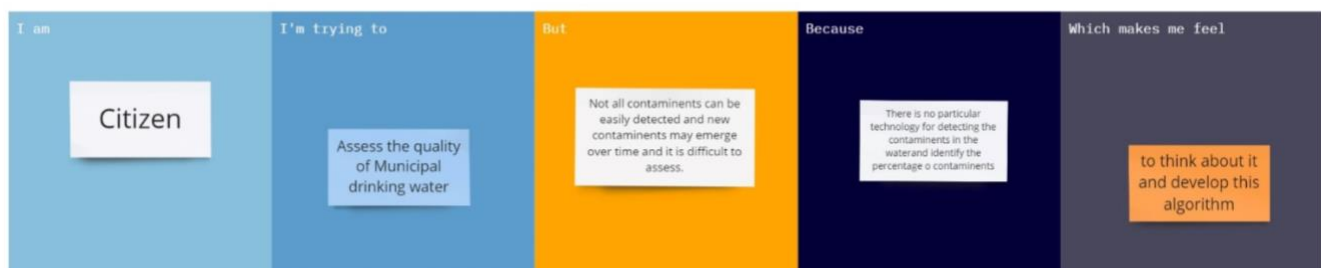 I am
Citizen
I'm trying to
Assess the quality
of Municipal
drinking water
But
Not all contaminents can be
easily detected and new
contaminents may emerge
over time and it is difficult to
assess.
Because
There is no particular
technology for detecting the
contaminents in the
waterand identify the
percentage o contaminents
Which makes me feel
to think about it
and develop this
algorithm